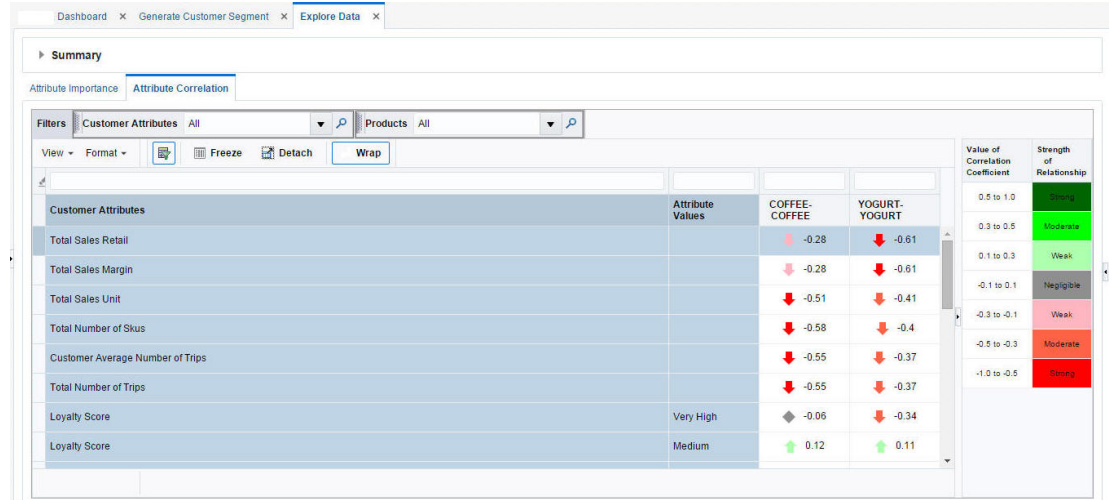 Dashboard × Generate Customer Segment × Explore Data ×
Summary
Attribute Importance Attribute Correlation
Filters Customer Attributes All Products All
View Format Freeze Detach Wrap
Customer Attributes Attribute Values COFFEE-COFFEE YOGURT-YOGURT
Total Sales Retail -0.28 -0.61
Total Sales Margin -0.28 -0.61
Total Sales Unit -0.51 -0.41
Total Number of Skus -0.58 -0.4
Customer Average Number of Trips -0.55 -0.37
Total Number of Trips -0.55 -0.37
Loyalty Score Very High -0.06 -0.34
Loyalty Score Medium 0.12 0.11
Value of Correlation Coefficient Strength of Relationship
0.5 to 1.0 Strong
0.3 to 0.5 Moderate
0.1 to 0.3 Weak
-0.1 to 0.1 Negligible
-0.3 to -0.1 Weak
-0.5 to -0.3 Moderate
-1.0 to -0.5 Strong